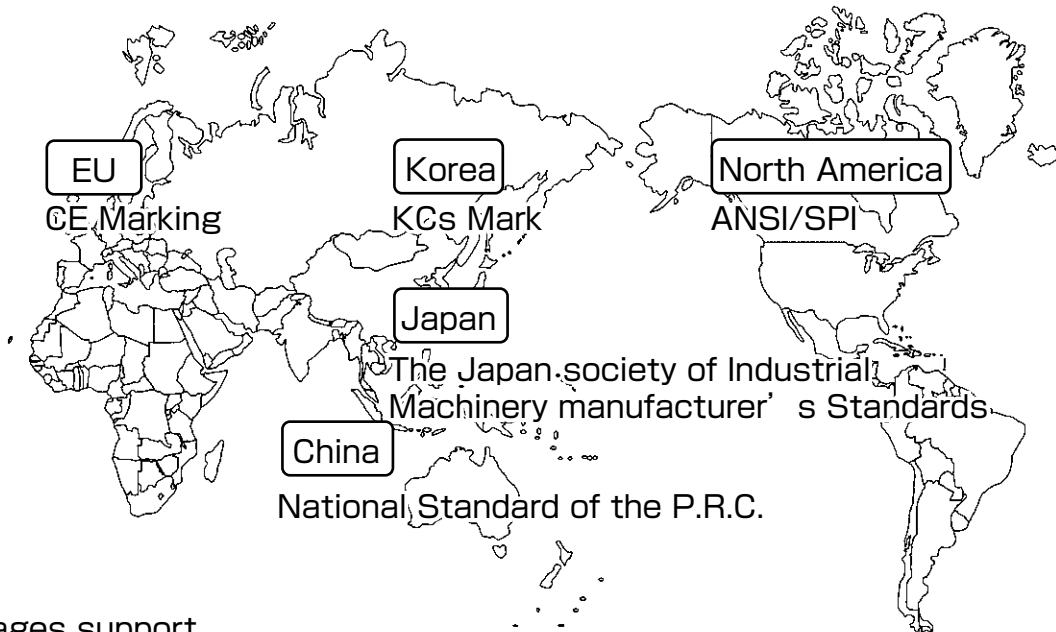 EU
CE Marking
Korea
KCs Mark
North America
ANSI/SPI
Japan
The Japan society of Industrial
Machinery manufacturer’s Standards
China
National Standard of the P.R.C.
support